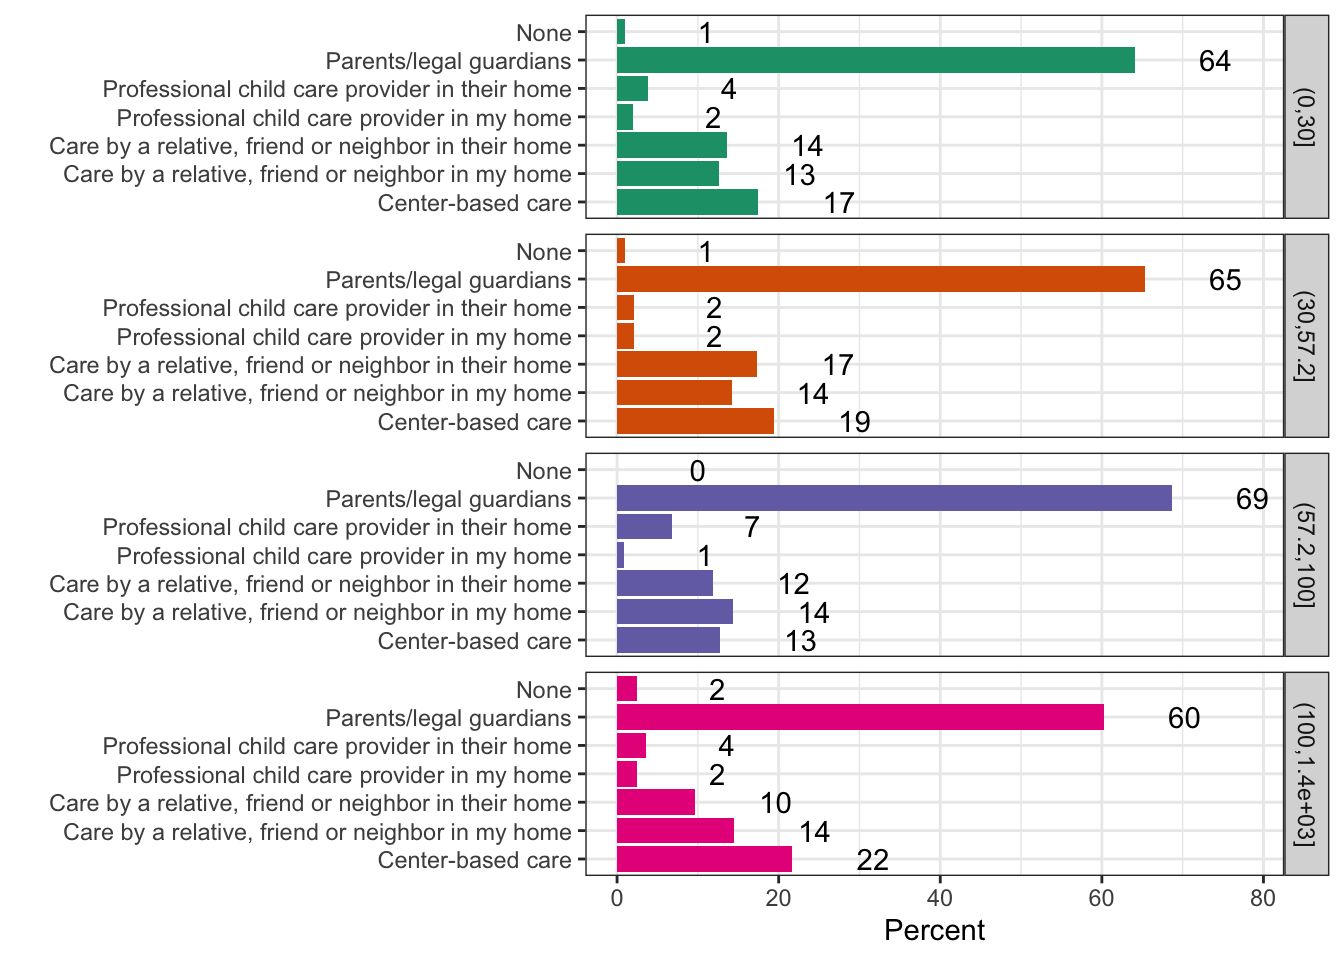 None 1
Parents/legal guardians 64
Professional child care provider in their home 4
Professional child care provider in my home 2
Care by a relative, friend or neighbor in their home 14
Care by a relative, friend or neighbor in my home 13
Center-based care 17
(0,30]
None 1
Parents/legal guardians 65
Professional child care provider in their home 2
Professional child care provider in my home 2
Care by a relative, friend or neighbor in their home 17
Care by a relative, friend or neighbor in my home 14
Center-based care 19
(30,57.2]
None 0
Parents/legal guardians 69
Professional child care provider in their home 7
Professional child care provider in my home 1
Care by a relative, friend or neighbor in their home 12
Care by a relative, friend or neighbor in my home 14
Center-based care 13
(57.2,100]
None 2
Parents/legal guardians 60
Professional child care provider in their home 4
Professional child care provider in my home 2
Care by a relative, friend or neighbor in their home 10
Care by a relative, friend or neighbor in my home 14
Center-based care 22
(100,1.4e+03]
0 20 40 60 80
Percent